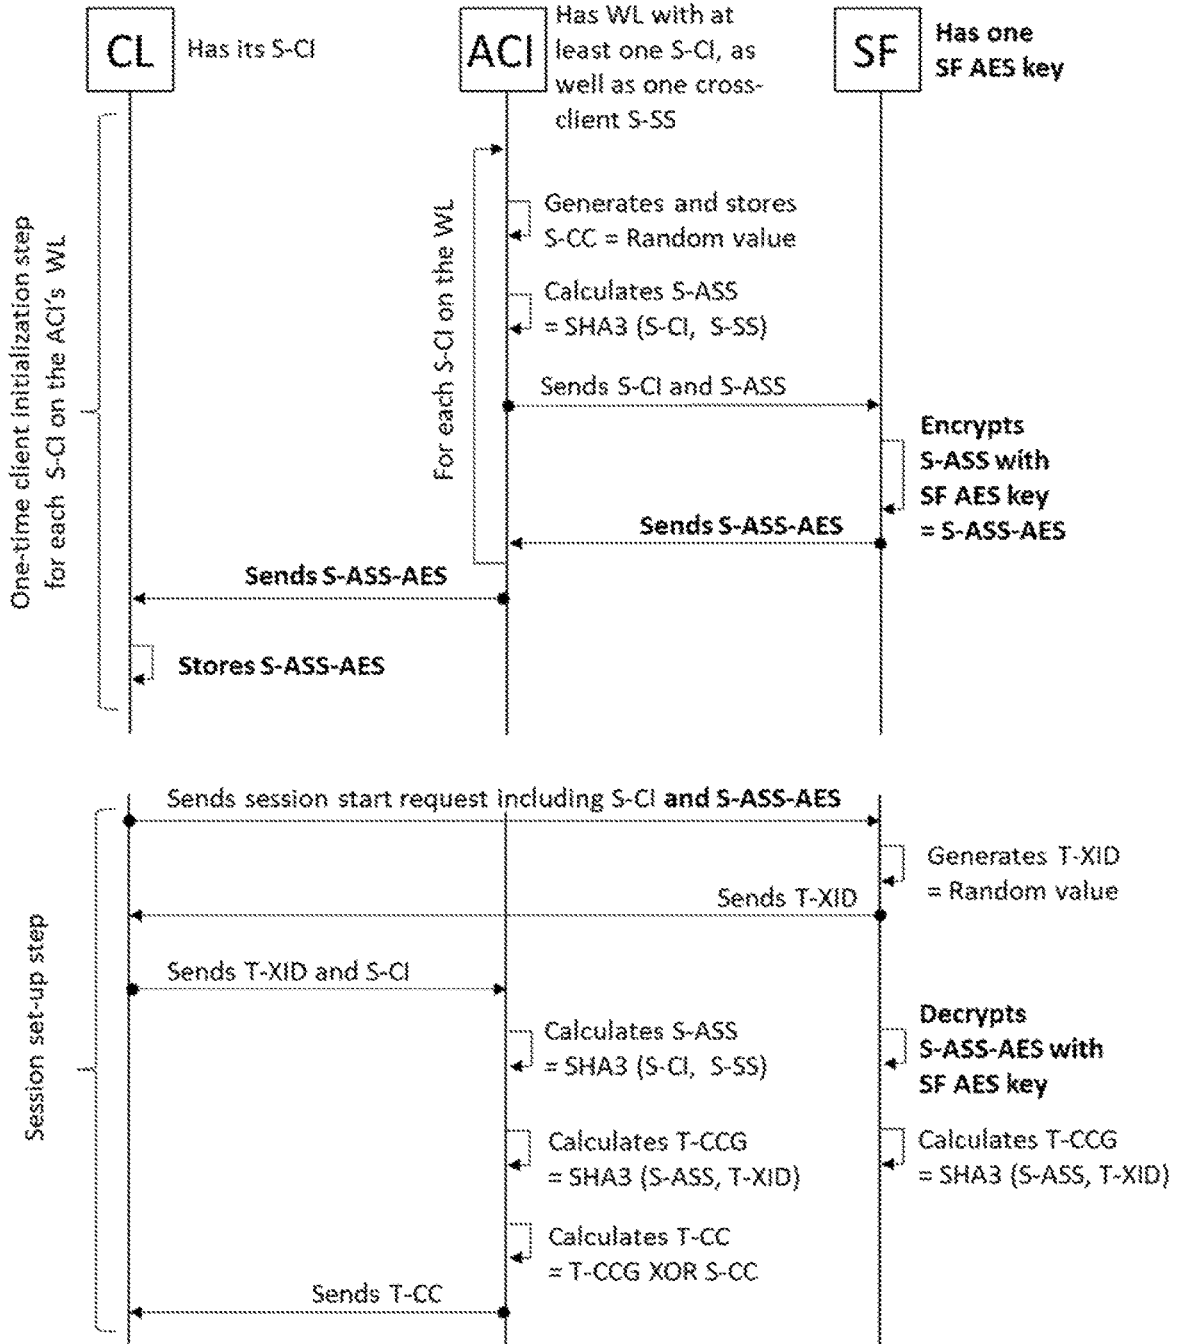 CL
Has its S-CI
ACI
Has WL with at
least one S-CI, as
well as one cross-
client S-SS
SF
Has one
SF AES key
One-time client initialization step
for each S-CI on the ACI's WL
For each S-CI on the WL
Generates and stores
S-CC = Random value
Calculates S-ASS
= SHA3 (S-CI, S-SS)
Sends S-CI and S-ASS
Encrypts
S-ASS with
SF AES key
= S-ASS-AES
Sends S-ASS-AES
Sends S-ASS-AES
Stores S-ASS-AES
Session set-up step
Sends session start request including S-CI and S-ASS-AES
Generates T-XID
= Random value
Sends T-XID
Sends T-XID and S-CI
Calculates S-ASS
= SHA3 (S-CI, S-SS)
Decrypts
S-ASS-AES with
SF AES key
Calculates T-CCG
= SHA3 (S-ASS, T-XID)
Calculates T-CCG
= SHA3 (S-ASS, T-XID)
Calculates T-CC
= T-CCG XOR S-CC
Sends T-CC